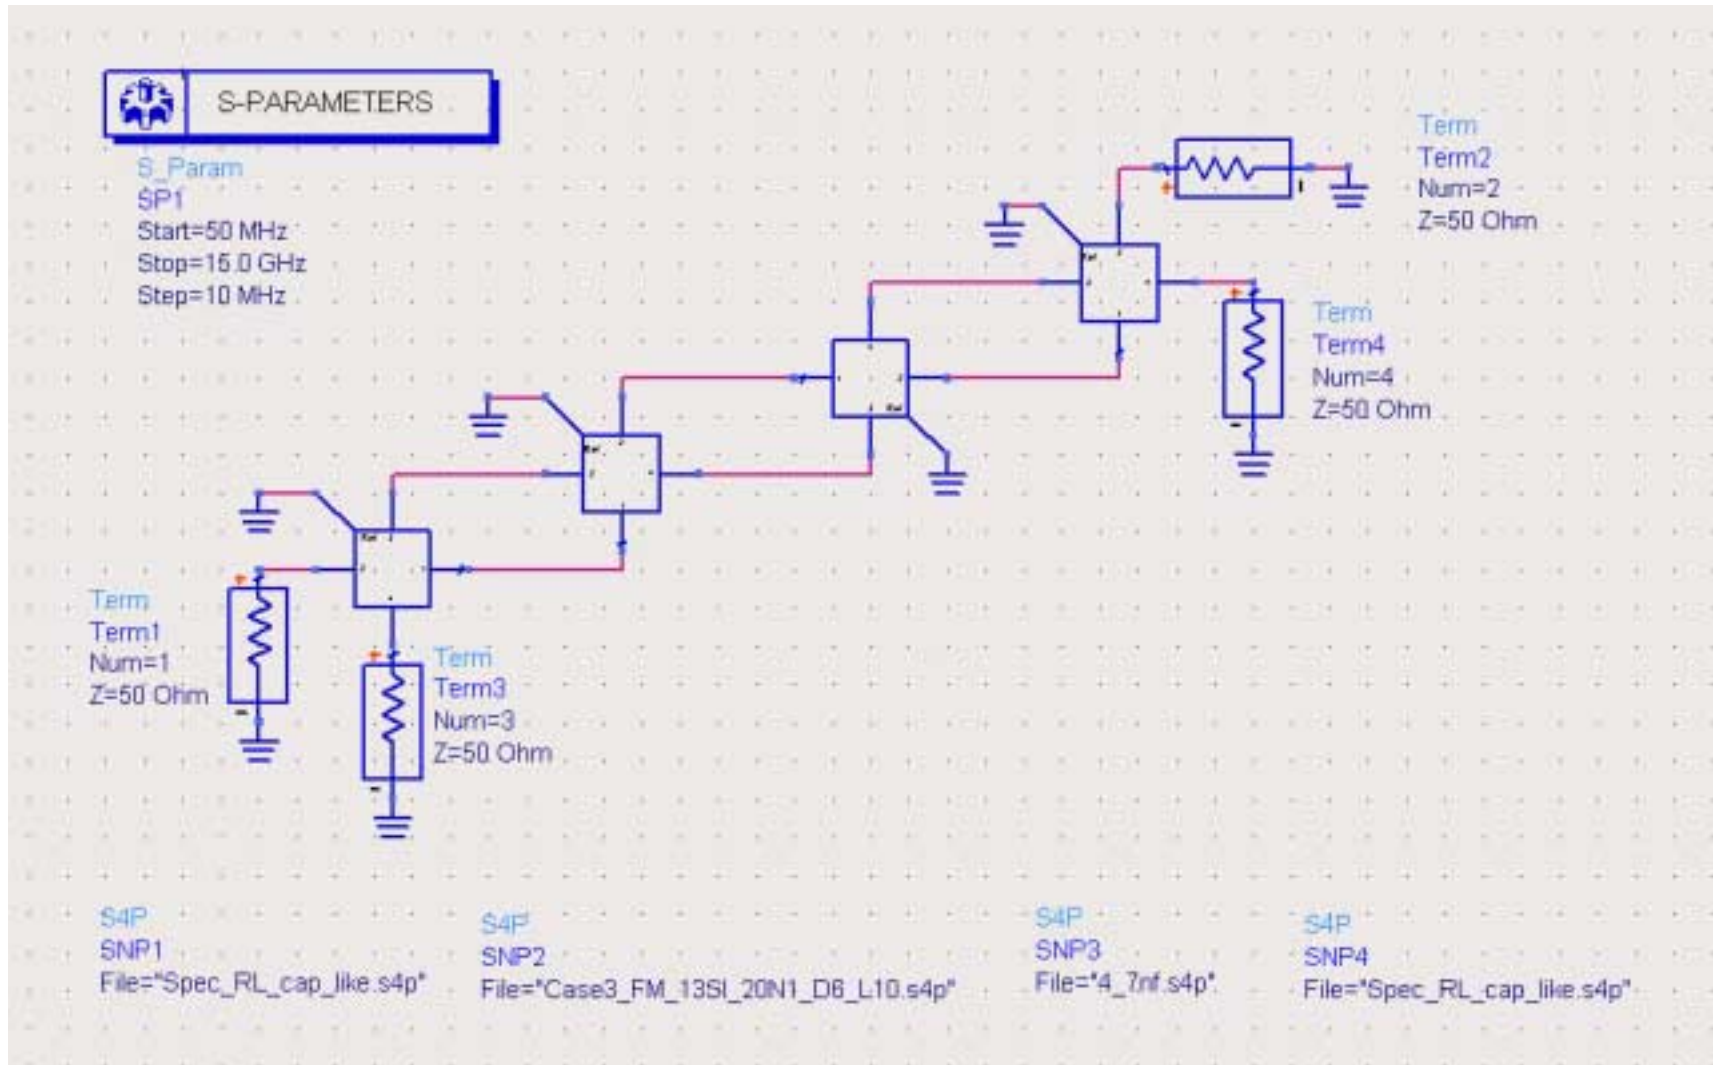 S-PARAMETERS
S_Param
SP1
Start=50 MHz
Stop=15.0 GHz
Step=10 MHz
Term
Term2
Num=2
Z=50 Ohm
Term
Term4
Num=4
Z=50 Ohm
Term
Term1
Num=1
Z=50 Ohm
Term
Term3
Num=3
Z=50 Ohm
S4P
SNP1
File="Spec_RL_cap_like.s4p"
S4P
SNP2
File="Case3_FM_13SI_20IN1_D6_L10.s4p"
S4P
SNP3
File="4_7nf.s4p"
S4P
SNP4
File="Spec_RL_cap_like.s4p"